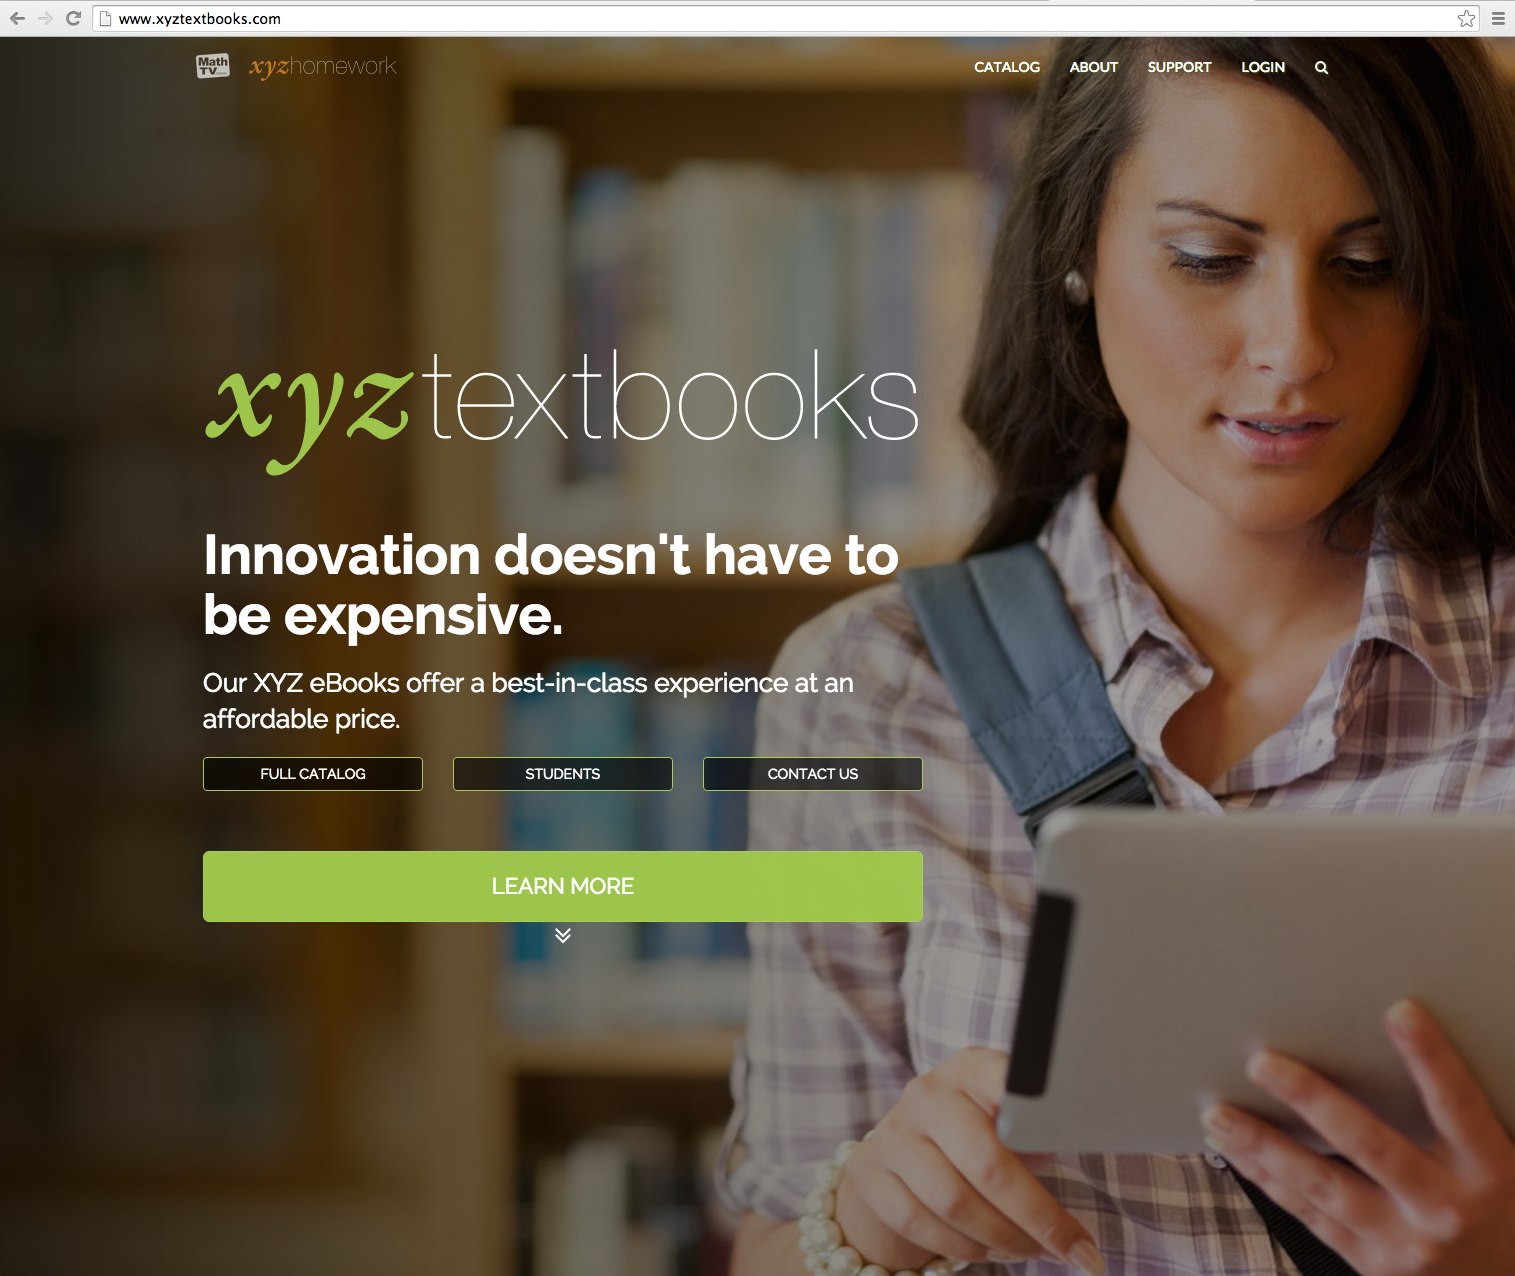 www.xyztextbooks.com
Math
TV.com
xyzhomework
CATALOG ABOUT SUPPORT LOGIN
xyztextbooks
Innovation doesn't have to
be expensive.
Our XYZ eBooks offer a best-in-class experience at an
affordable price.
FULL CATALOG STUDENTS CONTACT US
LEARN MORE